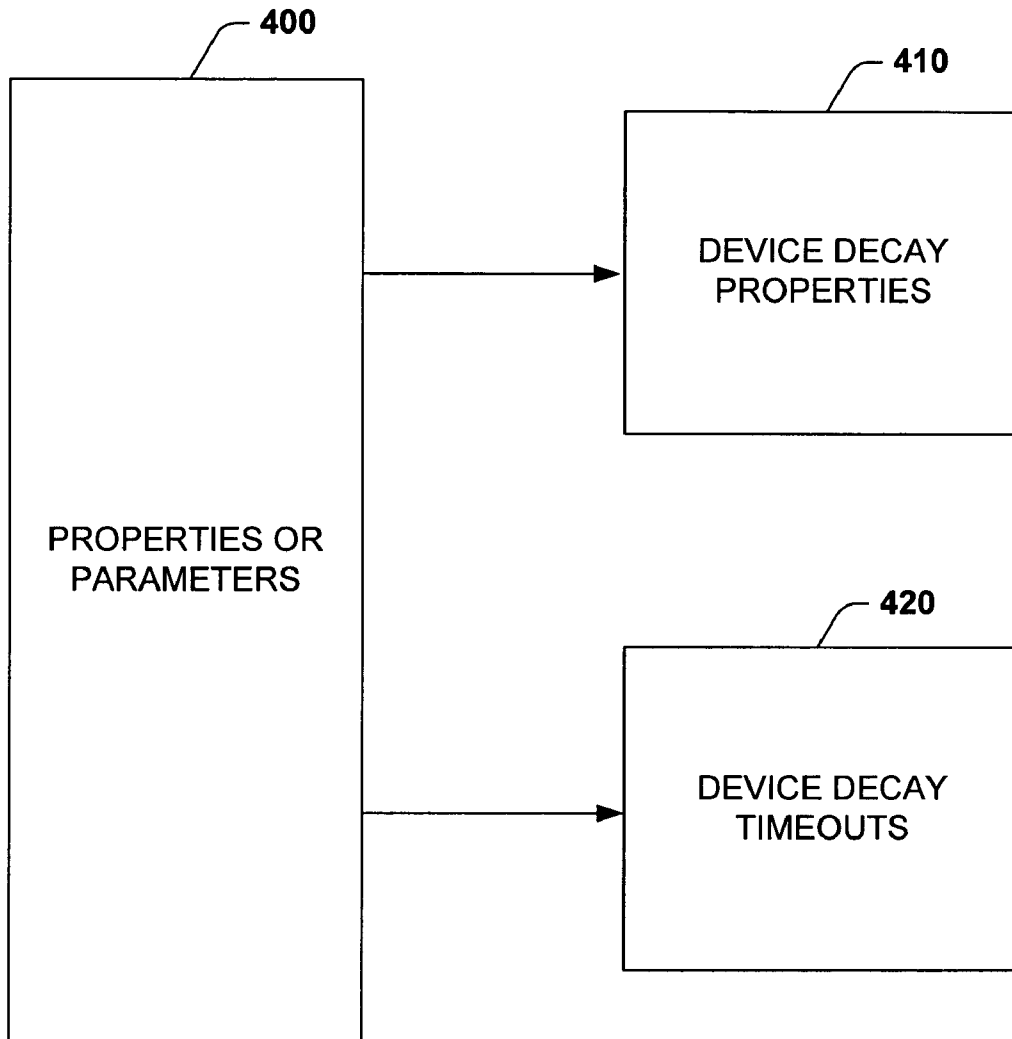 400
410
DEVICE DECAY
PROPERTIES
PROPERTIES OR
PARAMETERS
420
DEVICE DECAY
TIMEOUTS